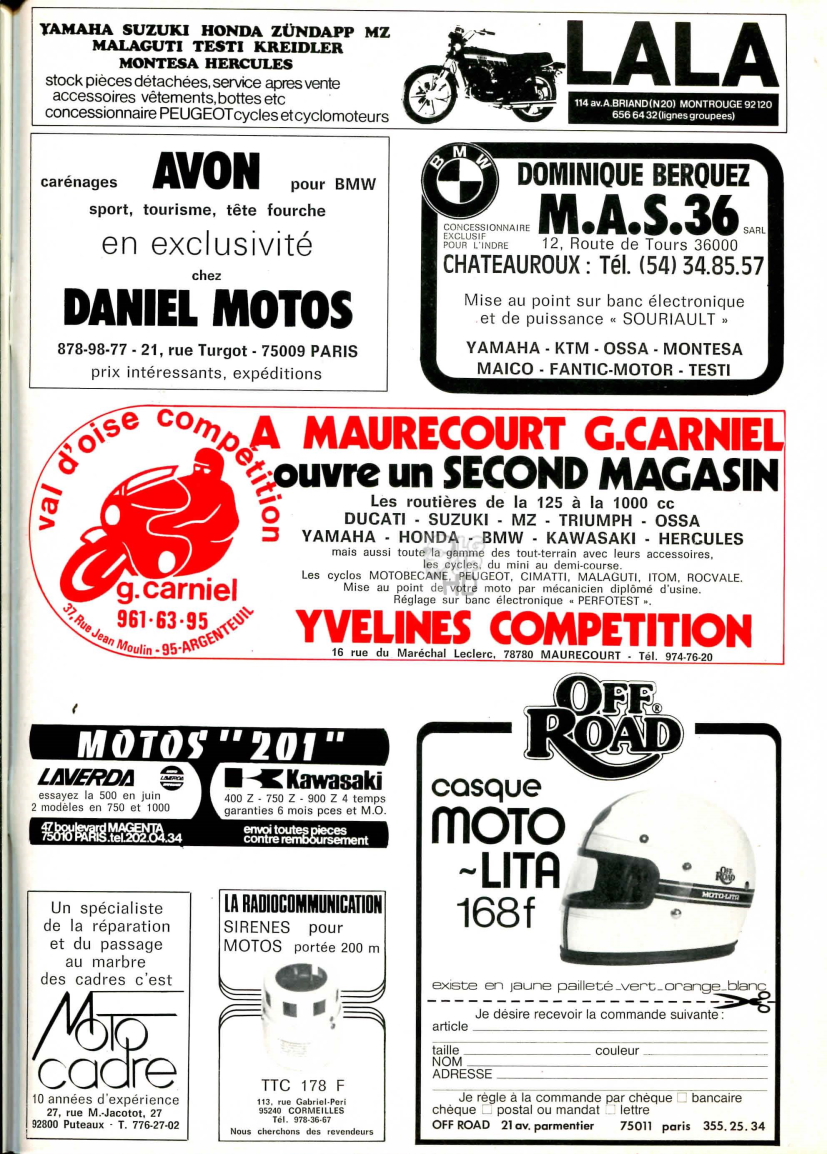 YAMAHA SUZUKI HONDA ZÜNDAPP MZ
MALAGUTI TESTI KREIDLER
MONTESA HERCULES
stock pièces détachées, service apres vente
accessoires vêtements, bottes etc
concessionnaire PEUGEOT cycles et cyclomoteurs
LALA
114 av. A. BRIAND (N20) MONTROUGE 92120
656 64 32 (lignes groupees)
carénages AVON pour BMW
sport, tourisme, tête fourche
en exclusivité
chez
DANIEL MOTOS
878-98-77 - 21, rue Turgot - 75009 PARIS
prix intéressants, expéditions
BMW
DOMINIQUE BERQUEZ
CONCESSIONNAIRE
EXCLUSIF
POUR L'INDRE
M.A.S.36 SARL
12, Route de Tours 36000
CHATEAUROUX : Tél. (54) 34.85.57
Mise au point sur banc électronique
et de puissance « SOURIAULT »
YAMAHA - KTM - OSSA - MONTESA
MAICO - FANTIC-MOTOR - TESTI
val d'oise compétition
g.carniel
961-63-95
37, Rue Jean Moulin - 95-ARGENTEUIL
A MAURECOURT G.CARNIEL
ouvre un SECOND MAGASIN
Les routières de la 125 à la 1000 cc
DUCATI - SUZUKI - MZ - TRIUMPH - OSSA
YAMAHA - HONDA - BMW - KAWASAKI - HERCULES
mais aussi toute la gamme des tout-terrain avec leurs accessoires,
les cycles, du mini au demi-course.
Les cyclos MOTOBECANE, PEUGEOT, CIMATTI, MALAGUTI, ITOM, ROCVALE.
Mise au point de votre moto par mécanicien diplômé d'usine.
Réglage sur banc électronique « PERFOTEST ».
YVELINES COMPETITION
16 rue du Maréchal Leclerc, 78780 MAURECOURT - Tél. 974-76-20
MOTOS "201"
LAVERDA
essayez la 500 en juin
2 modèles en 750 et 1000
47 boulevard MAGENTA
75010 PARIS. tel. 202.04.34
Kawasaki
400 Z - 750 Z - 900 Z 4 temps
garanties 6 mois pces et M.O.
envoi toutes pieces
contre remboursement
Un spécialiste
de la réparation
et du passage
au marbre
des cadres c'est
Moto
cadre
10 années d'expérience
27, rue M.-Jacotot, 27
92800 Puteaux - T. 776-27-02
LA RADIOCOMMUNICATION
SIRENES pour
MOTOS portée 200 m
TTC 178 F
113, rue Gabriel-Peri
95240 CORMEILLES
Tél. 978-36-67
Nous cherchons des revendeurs
OFF ROAD®
casque
MOTO
~LITA
168f
OFF ROAD
MOTO-LITA
existe en jaune pailleté_vert_orange_blanc
Je désire recevoir la commande suivante :
article
taille couleur
NOM
ADRESSE
Je règle à la commande par chèque □ bancaire
chèque □ postal ou mandat □ lettre
OFF ROAD 21 av. parmentier 75011 paris 355.25.34